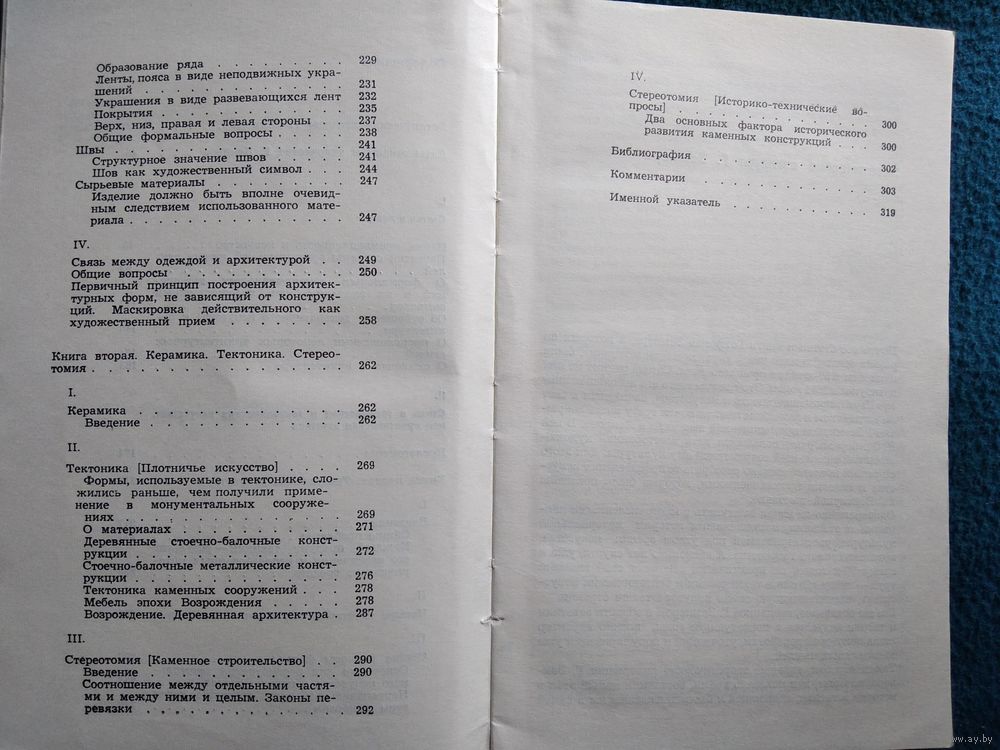 Образование ряда . . . . . . . . . 229
Ленты, пояса в виде неподвижных укра-
шений . . . . . . . . . . . . . . 231
Украшения в виде развевающихся лент 232
Покрытия . . . . . . . . . . . . . 235
Верх, низ, правая и левая стороны . . 237
Общие формальные вопросы . . . . . 238
Швы . . . . . . . . . . . . . . . 241
Структурное значение швов . . . . . 241
Шов как художественный символ . . . 244
Сырьевые материалы . . . . . . . . 247
Изделие должно быть вполне очевид-
ным следствием использованного мате-
риала . . . . . . . . . . . . . . 247
IV.
Связь между одеждой и архитектурой . . 249
Общие вопросы . . . . . . . . . . 250
Первичный принцип построения архитек-
турных форм, не зависящий от конструк-
ций. Маскировка действительного как
художественный прием . . . . . . . 258
Книга вторая. Керамика. Тектоника. Стерео-
томия . . . . . . . . . . . . . . . . 262
I.
Керамика . . . . . . . . . . . . . 262
Введение . . . . . . . . . . . . . 262
II.
Тектоника [Плотничье искусство] . . . . 269
Формы, используемые в тектонике, сло-
жились раньше, чем получили приме-
нение в монументальных сооруже-
ниях . . . . . . . . . . . . . . 269
О материалах . . . . . . . . . . . 271
Деревянные стоечно-балочные конст-
рукции . . . . . . . . . . . . . 272
Стоечно-балочные металлические конст-
рукции . . . . . . . . . . . . . 276
Тектоника каменных сооружений . . . 278
Мебель эпохи Возрождения . . . . . 278
Возрождение. Деревянная архитектура . 287
III.
Стереотомия [Каменное строительство] . . 290
Введение . . . . . . . . . . . . . 290
Соотношение между отдельными частя-
ми и между ними и целым. Законы пе-
ревязки . . . . . . . . . . . . . 292
IV.
Стереотомия [Историко-технические во-
просы] . . . . . . . . . . . . . . 300
Два основных фактора исторического
развития каменных конструкций . . . 300
Библиография . . . . . . . . . . . 302
Комментарии . . . . . . . . . . . 303
Именной указатель . . . . . . . . . . 319
www.ay.by